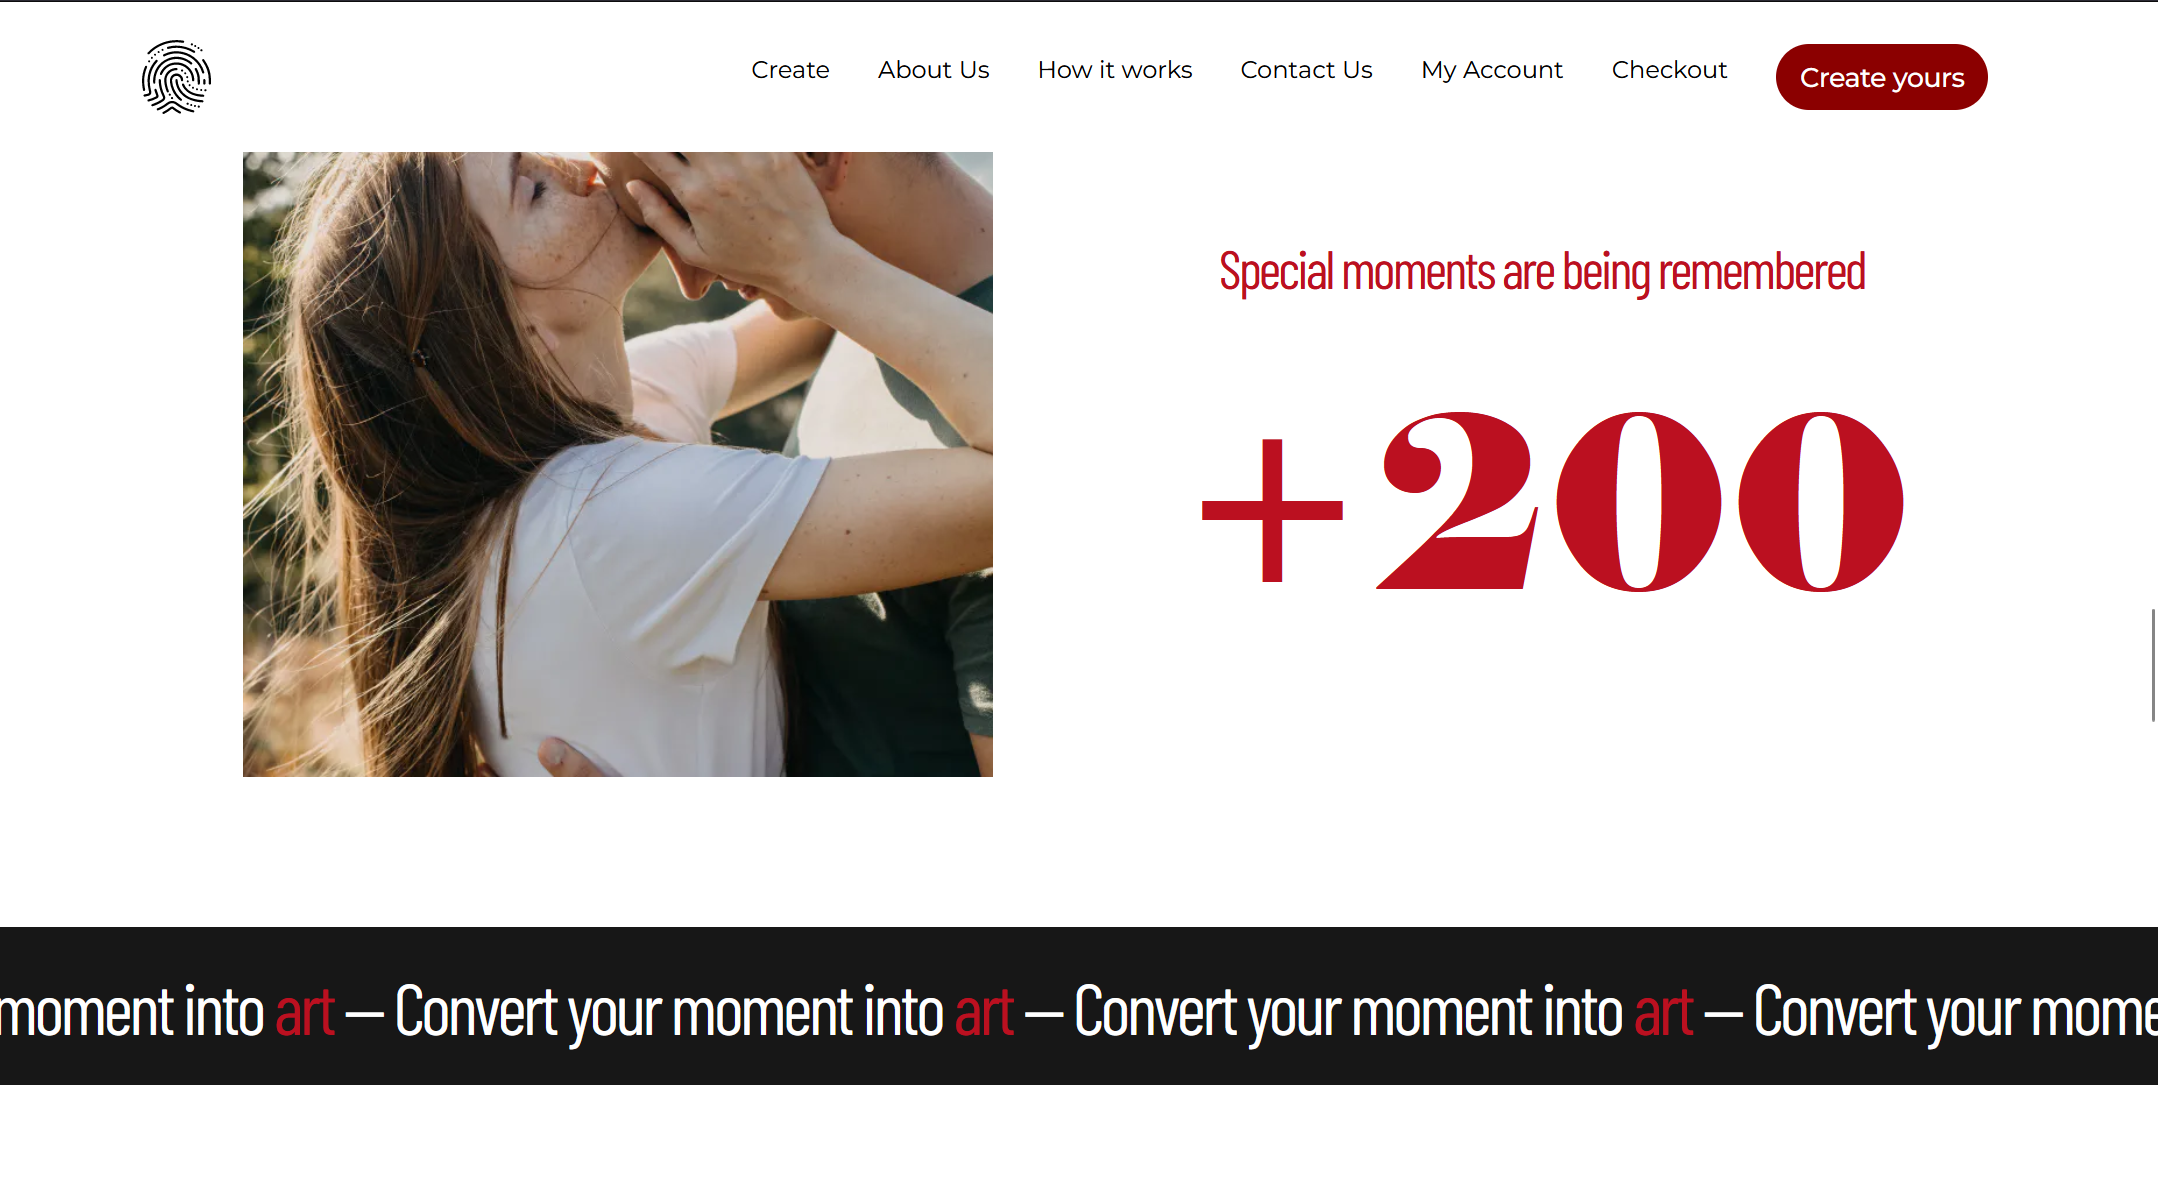 Create About Us How it works Contact Us My Account Checkout Create yours
Special moments are being remembered
+200
moment into art — Convert your moment into art — Convert your moment into art — Convert your mome